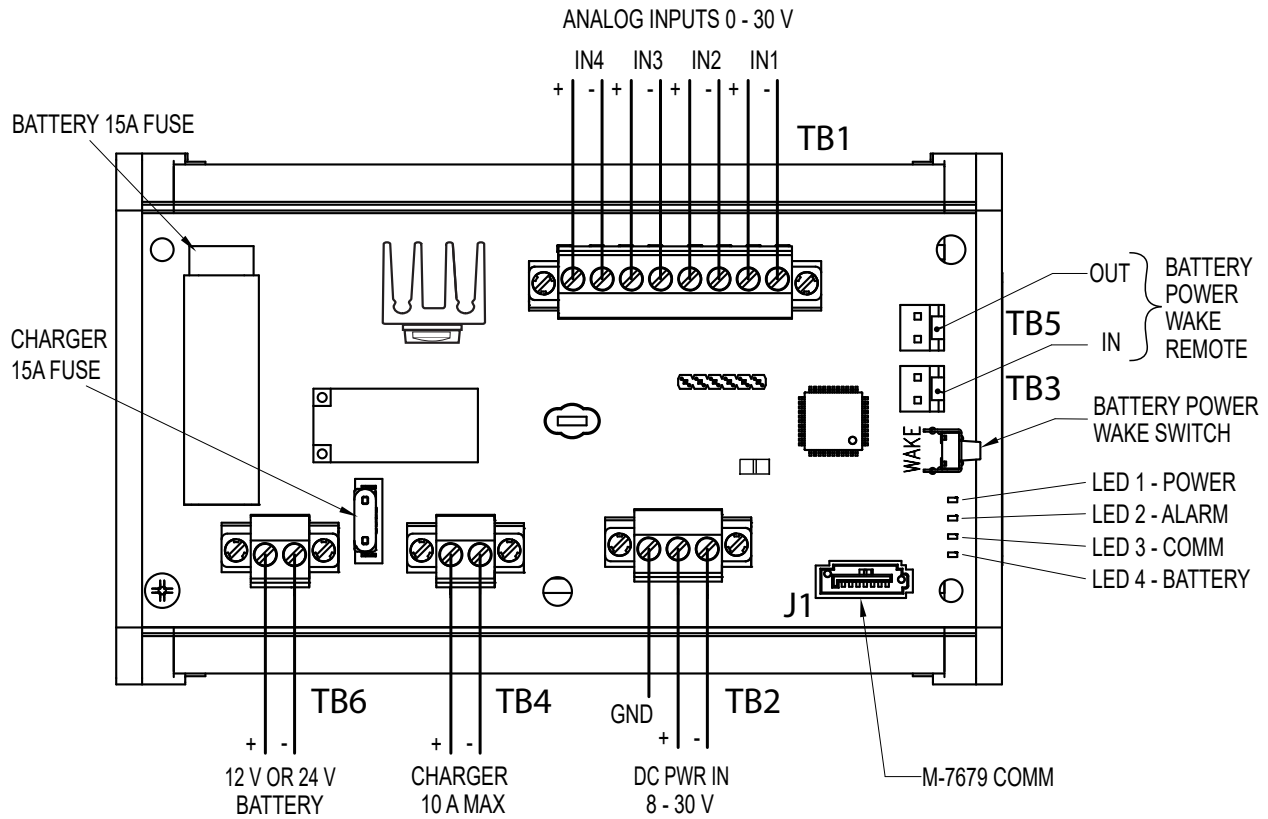 ANALOG INPUTS 0 - 30 V
IN4 IN3 IN2 IN1
+ - + - + - + -
BATTERY 15A FUSE
TB1
CHARGER
15A FUSE
OUT
IN
BATTERY
POWER
WAKE
REMOTE
TB5
TB3
BATTERY POWER
WAKE SWITCH
WAKE
LED 1 - POWER
LED 2 - ALARM
LED 3 - COMM
LED 4 - BATTERY
J1
TB6
TB4
TB2
GND
+ -
+ -
+ -
12 V OR 24 V
BATTERY
CHARGER
10 A MAX
DC PWR IN
8 - 30 V
M-7679 COMM